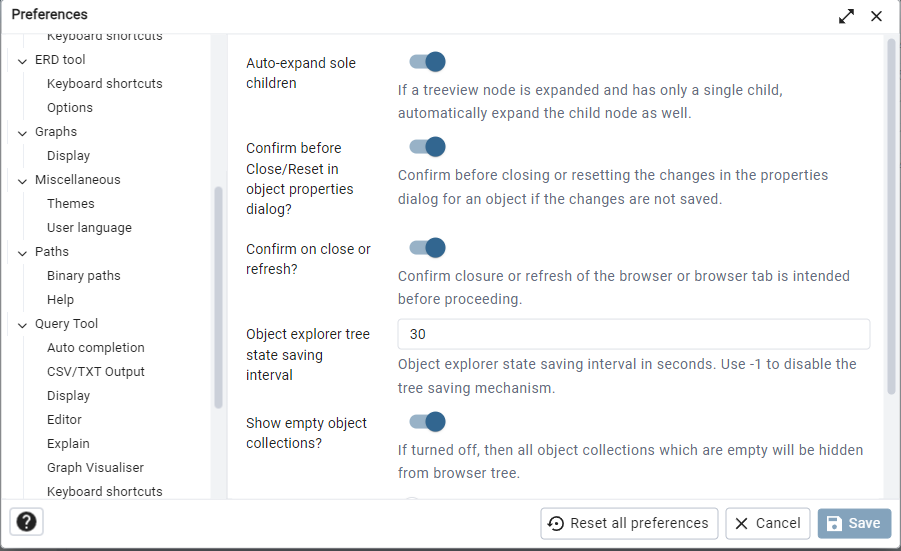 Preferences
Keyboard shortcuts
ERD tool
Keyboard shortcuts
Options
Graphs
Display
Miscellaneous
Themes
User language
Paths
Binary paths
Help
Query Tool
Auto completion
CSV/TXT Output
Display
Editor
Explain
Graph Visualiser
Keyboard shortcuts
Auto-expand sole
children
If a treeview node is expanded and has only a single child,
automatically expand the child node as well.
Confirm before
Close/Reset in
object properties
dialog?
Confirm before closing or resetting the changes in the properties
dialog for an object if the changes are not saved.
Confirm on close or
refresh?
Confirm closure or refresh of the browser or browser tab is intended
before proceeding.
Object explorer tree
state saving
interval
30
Object explorer state saving interval in seconds. Use -1 to disable the
tree saving mechanism.
Show empty object
collections?
If turned off, then all object collections which are empty will be hidden
from browser tree.
?
Reset all preferences
Cancel
Save